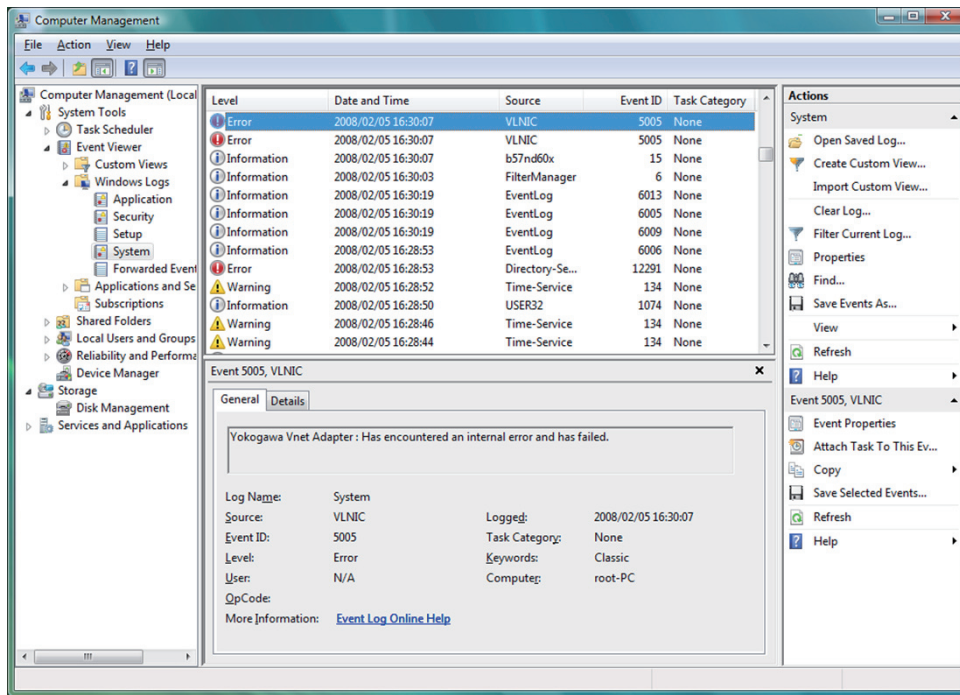 Computer Management
File Action View Help
Computer Management (Local
System Tools
Task Scheduler
Event Viewer
Custom Views
Windows Logs
Application
Security
Setup
System
Forwarded Event
Applications and Se
Subscriptions
Shared Folders
Local Users and Groups
Reliability and Performa
Device Manager
Storage
Disk Management
Services and Applications
Level Date and Time Source Event ID Task Category
Error 2008/02/05 16:30:07 VLNIC 5005 None
Error 2008/02/05 16:30:07 VLNIC 5005 None
Information 2008/02/05 16:30:07 b57nd60x 15 None
Information 2008/02/05 16:30:03 FilterManager 6 None
Information 2008/02/05 16:30:19 EventLog 6013 None
Information 2008/02/05 16:30:19 EventLog 6005 None
Information 2008/02/05 16:30:19 EventLog 6009 None
Information 2008/02/05 16:28:53 EventLog 6006 None
Error 2008/02/05 16:28:53 Directory-Se... 12291 None
Warning 2008/02/05 16:28:52 Time-Service 134 None
Information 2008/02/05 16:28:50 USER32 1074 None
Warning 2008/02/05 16:28:46 Time-Service 134 None
Warning 2008/02/05 16:28:44 Time-Service 134 None
Event 5005, VLNIC
General Details
Yokogawa Vnet Adapter : Has encountered an internal error and has failed.
Log Name: System
Source: VLNIC Logged: 2008/02/05 16:30:07
Event ID: 5005 Task Category: None
Level: Error Keywords: Classic
User: N/A Computer: root-PC
OpCode:
More Information: Event Log Online Help
Actions
System
Open Saved Log...
Create Custom View...
Import Custom View...
Clear Log...
Filter Current Log...
Properties
Find...
Save Events As...
View
Refresh
Help
Event 5005, VLNIC
Event Properties
Attach Task To This Ev...
Copy
Save Selected Events...
Refresh
Help